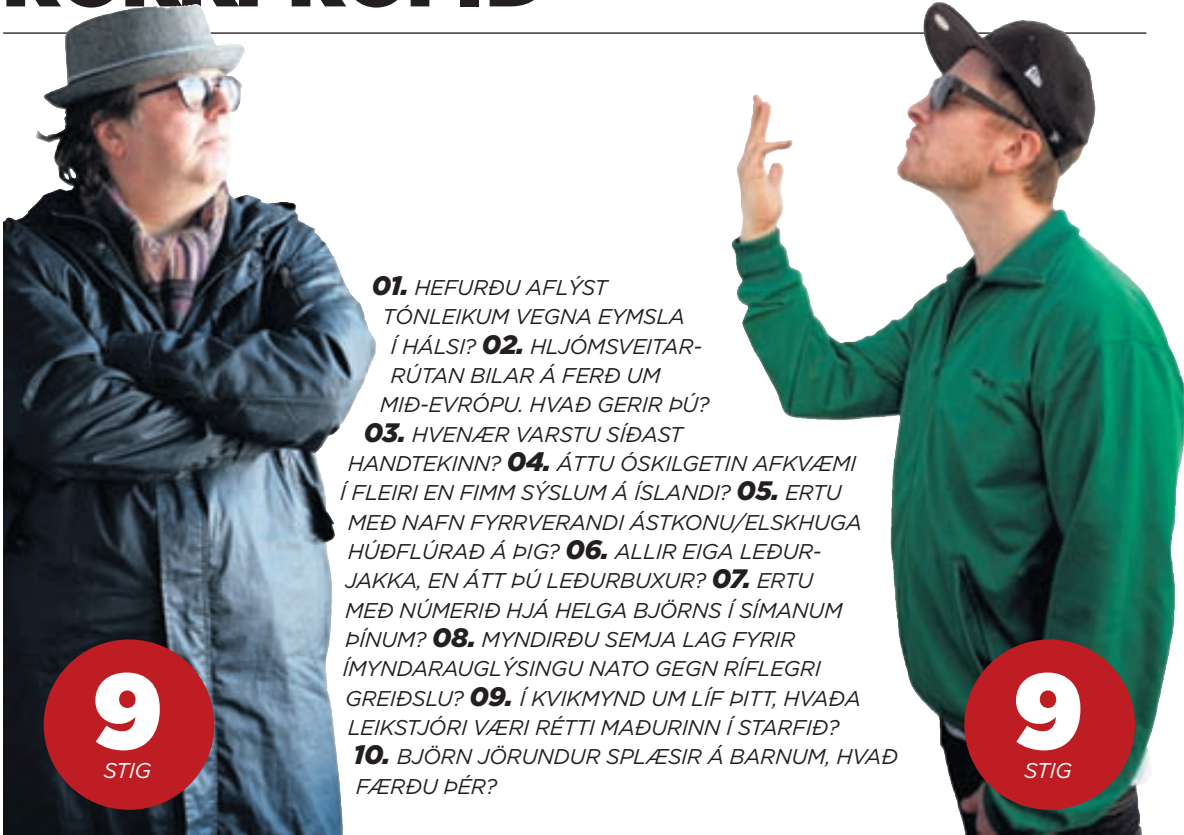 01. HEFURÐU AFLÝST
TÓNLEIKUM VEGNA EYMSLA
Í HÁLSI? 02. HLJÓMSVEITAR-
RÚTAN BILAR Á FERÐ UM
MIÐ-EVRÓPU. HVAÐ GERIR ÞÚ?
03. HVENÆR VARSTU SÍÐAST
HANDTEKINN? 04. ÁTTU ÓSKILGETIN AFKVÆMI
Í FLEIRI EN FIMM SÝSLUM Á ÍSLANDI? 05. ERTU
MEÐ NAFN FYRRVERANDI ÁSTKONU/ELSKHUGA
HÚÐFLÚRAÐ Á ÞIG? 06. ALLIR EIGA LEÐUR-
JAKKA, EN ÁTT ÞÚ LEÐURBUXUR? 07. ERTU
MEÐ NÚMERIÐ HJÁ HELGA BJÖRNS Í SÍMANUM
ÞÍNUM? 08. MYNDIRÐU SEMJA LAG FYRIR
ÍMYNDARAUGLÝSINGU NATO GEGN RÍFLEGRI
GREIÐSLU? 09. Í KVIKMYND UM LÍF ÞITT, HVAÐA
LEIKSTJÓRI VÆRI RÉTTI MAÐURINN Í STARFIÐ?
10. BJÖRN JÖRUNDUR SPLÆSIR Á BARNUM, HVAÐ
FÆRÐU ÞÉR?
9
STIG
9
STIG